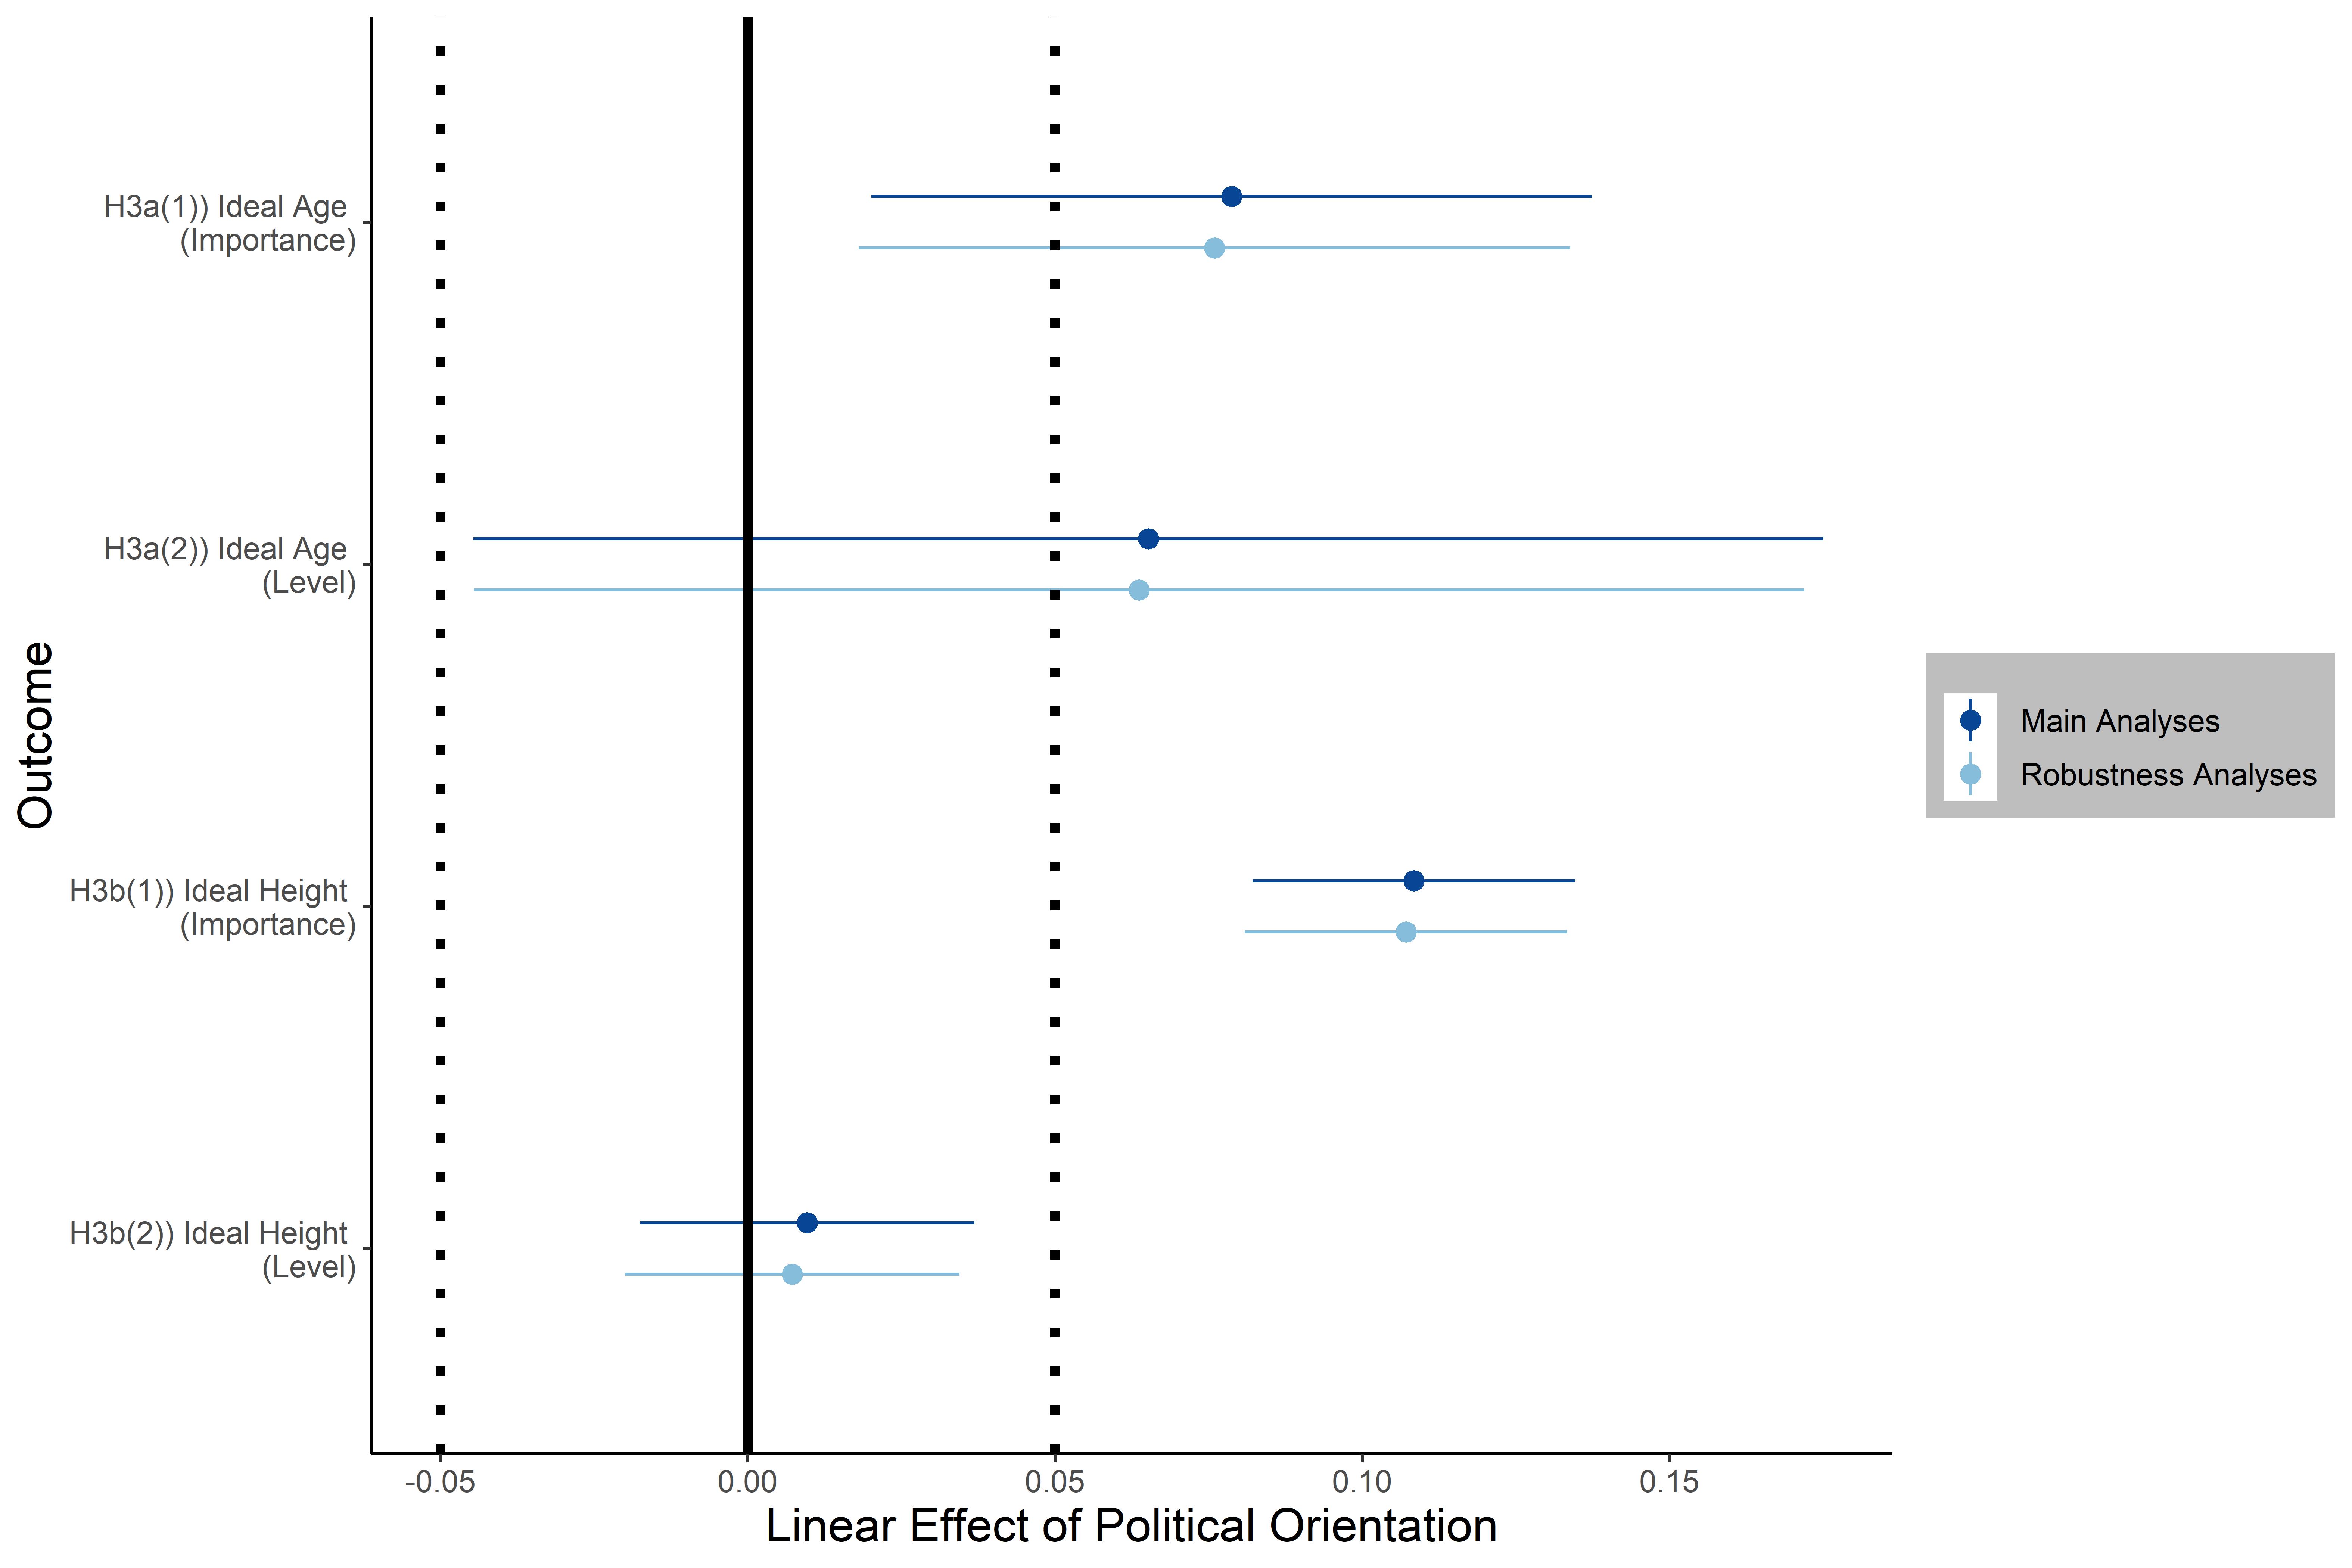 H3a(1)) Ideal Age
(Importance)
H3a(2)) Ideal Age
(Level)
H3b(1)) Ideal Height
(Importance)
H3b(2)) Ideal Height
(Level)
Outcome
-0.05
0.00
0.05
0.10
0.15
Linear Effect of Political Orientation
Main Analyses
Robustness Analyses